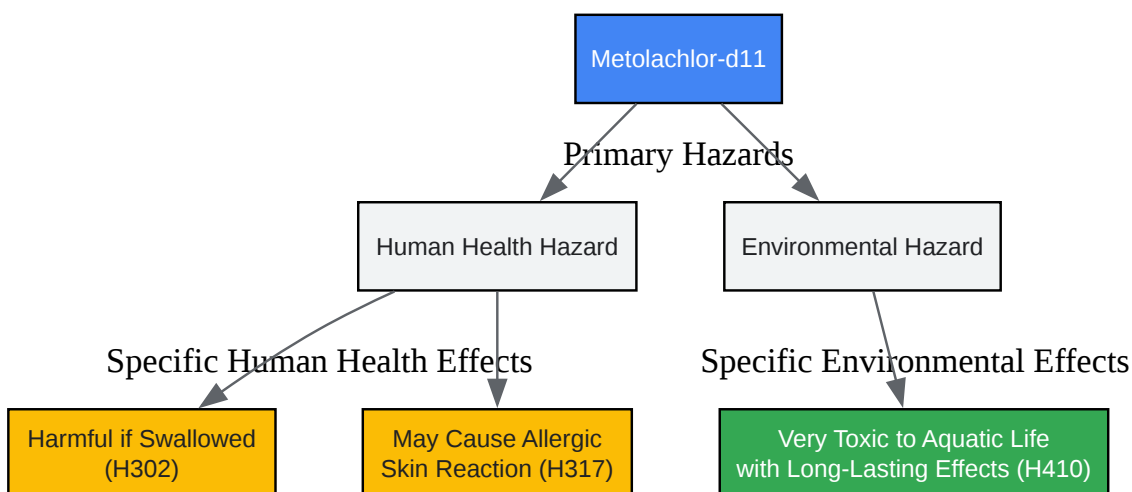 Metolachlor-d11
Primary Hazards
Human Health Hazard
Environmental Hazard
Specific Human Health Effects
Specific Environmental Effects
Harmful if Swallowed
(H302)
May Cause Allergic
Skin Reaction (H317)
Very Toxic to Aquatic Life
with Long-Lasting Effects (H410)